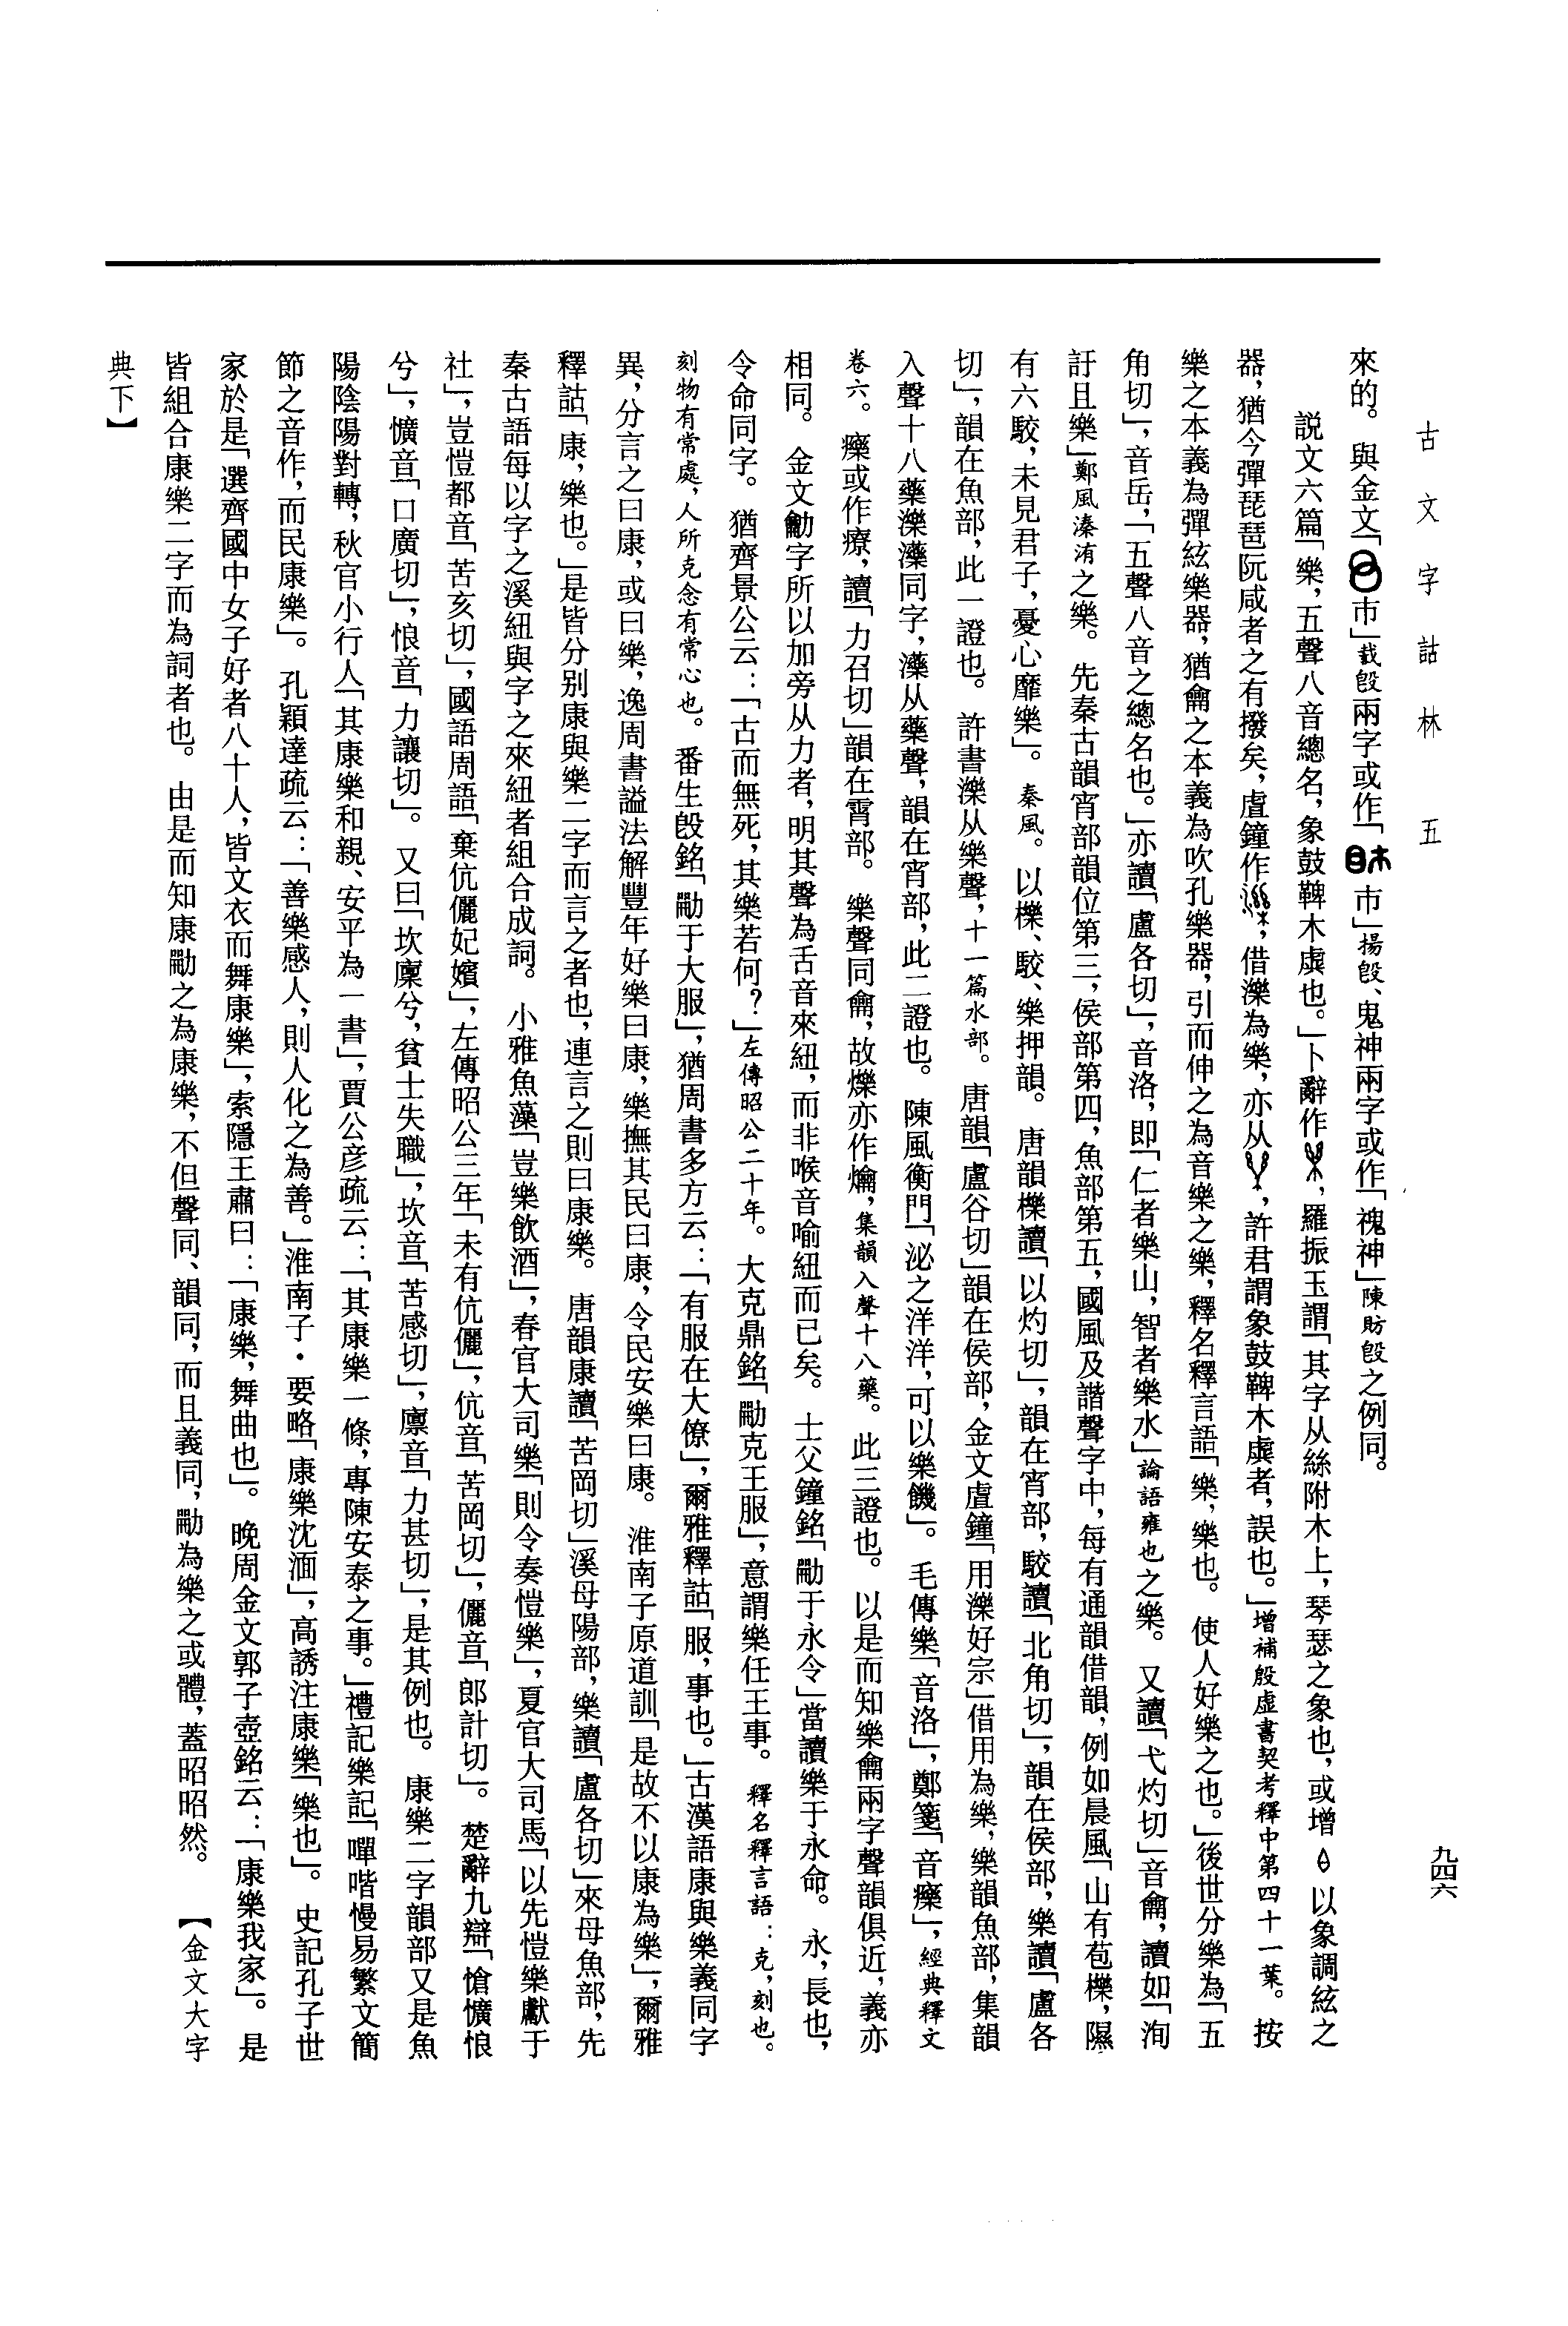 古文字詁林　五
九四六
來的。與金文「市」𢦚𣪘兩字或作「市」揚𣪘、鬼神兩字或作「䰠神」陳肪𣪘之例同。
説文六篇「樂，五聲八音總名，象鼓鞞木虡也。」卜辭作，羅振玉謂「其字从絲附木上，琴瑟之象也，或增以象調絃之
器，猶今彈琵琶阮咸者之有撥矣，虘鐘作，借濼為樂，亦从，許君謂象鼓鞞木虡者，誤也。」增補殷虛書契考釋中第四十一葉。按
樂之本義為彈絃樂器，猶龠之本義為吹孔樂器，引而伸之為音樂之樂，釋名釋言語「樂，樂也。使人好樂之也。」後世分樂為「五
角切」，音岳，「五聲八音之總名也。」亦讀「盧各切」，音洛，即「仁者樂山，智者樂水」論語雍也之樂。又讀「弋灼切」音龠，讀如「洵
訏且樂」鄭風溱洧之樂。先秦古韻宵部韻位第三，侯部第四，魚部第五，國風及諧聲字中，每有通韻借韻，例如晨風「山有苞櫟，隰
有六駮，未見君子，憂心靡樂」。秦風。以櫟、駮、樂押韻。唐韻櫟讀「以灼切」，韻在宵部，駮讀「北角切」，韻在侯部，樂讀「盧各
切」，韻在魚部，此一證也。許書濼从樂聲，十一篇水部。唐韻「盧谷切」韻在侯部，金文虘鐘「用濼好宗」借用為樂，樂韻魚部，集韻
入聲十八藥濼㶜同字，㶜从藥聲，韻在宵部，此二證也。陳風衡門「泌之洋洋，可以樂饑」。毛傳樂「音洛」，鄭箋「音㿖」，經典釋文
卷六。㿖或作療，讀「力召切」韻在霄部。樂聲同龠，故爍亦作爚，集韻入聲十八藥。此三證也。以是而知樂龠兩字聲韻俱近，義亦
相同。金文勴字所以加旁从力者，明其聲為舌音來紐，而非喉音喻紐而已矣。士父鐘銘「勴于永令」當讀樂于永命。永，長也，
令命同字。猶齊景公云：「古而無死，其樂若何？」左傳昭公二十年。大克鼎銘「勴克王服」，意謂樂任王事。釋名釋言語：克，刻也。
刻物有常處，人所克念有常心也。番生𣪘銘「勴于大服」，猶周書多方云：「有服在大僚」，爾雅釋詁「服，事也。」古漢語康與樂義同字
異，分言之曰康，或曰樂，逸周書謚法解豐年好樂曰康，樂撫其民曰康，令民安樂曰康。淮南子原道訓「是故不以康為樂」，爾雅
釋詁「康，樂也。」是皆分别康與樂二字而言之者也，連言之則曰康樂。唐韻康讀「苦岡切」溪母陽部，樂讀「盧各切」來母魚部，先
秦古語每以字之溪紐與字之來紐者組合成詞。小雅魚藻「豈樂飲酒」，春官大司樂「則令奏愷樂」，夏官大司馬「以先愷樂獻于
社」，豈愷都音「苦亥切」，國語周語「棄伉儷妃嬪」，左傳昭公三年「未有伉儷」，伉音「苦岡切」，儷音「郎計切」。楚辭九辯「愴㤺悢
兮」，㤺音「口廣切」，悢音「力讓切」。又曰「坎廩兮，貧士失職」，坎音「苦感切」，廩音「力甚切」，是其例也。康樂二字韻部又是魚
陽陰陽對轉，秋官小行人「其康樂和親、安平為一書」，賈公彦疏云：「其康樂一條，專陳安泰之事。」禮記樂記「嘽喈慢易繁文簡
節之音作，而民康樂」。孔穎達疏云：「善樂感人，則人化之為善。」淮南子·要略「康樂沈湎」，高誘注康樂「樂也」。史記孔子世
家於是「選齊國中女子好者八十人，皆文衣而舞康樂」，索隱王肅曰：「康樂，舞曲也」。晚周金文郭子壺銘云：「康樂我家」。是
皆組合康樂二字而為詞者也。由是而知康勴之為康樂，不但聲同、韻同，而且義同，勴為樂之或體，蓋昭昭然。【金文大字
典下】